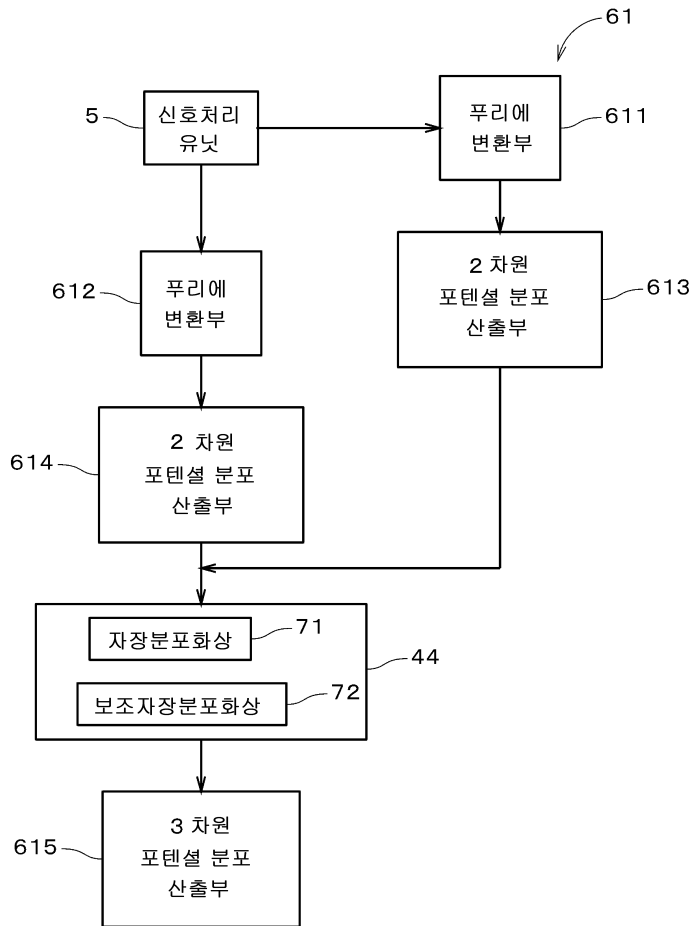 61
5
신호처리
유닛
푸리에
변환부
611
612
푸리에
변환부
2 차원
포텐셜 분포
산출부
613
614
2 차원
포텐셜 분포
산출부
자장분포화상
71
44
보조자장분포화상
72
615
3 차원
포텐셜 분포
산출부